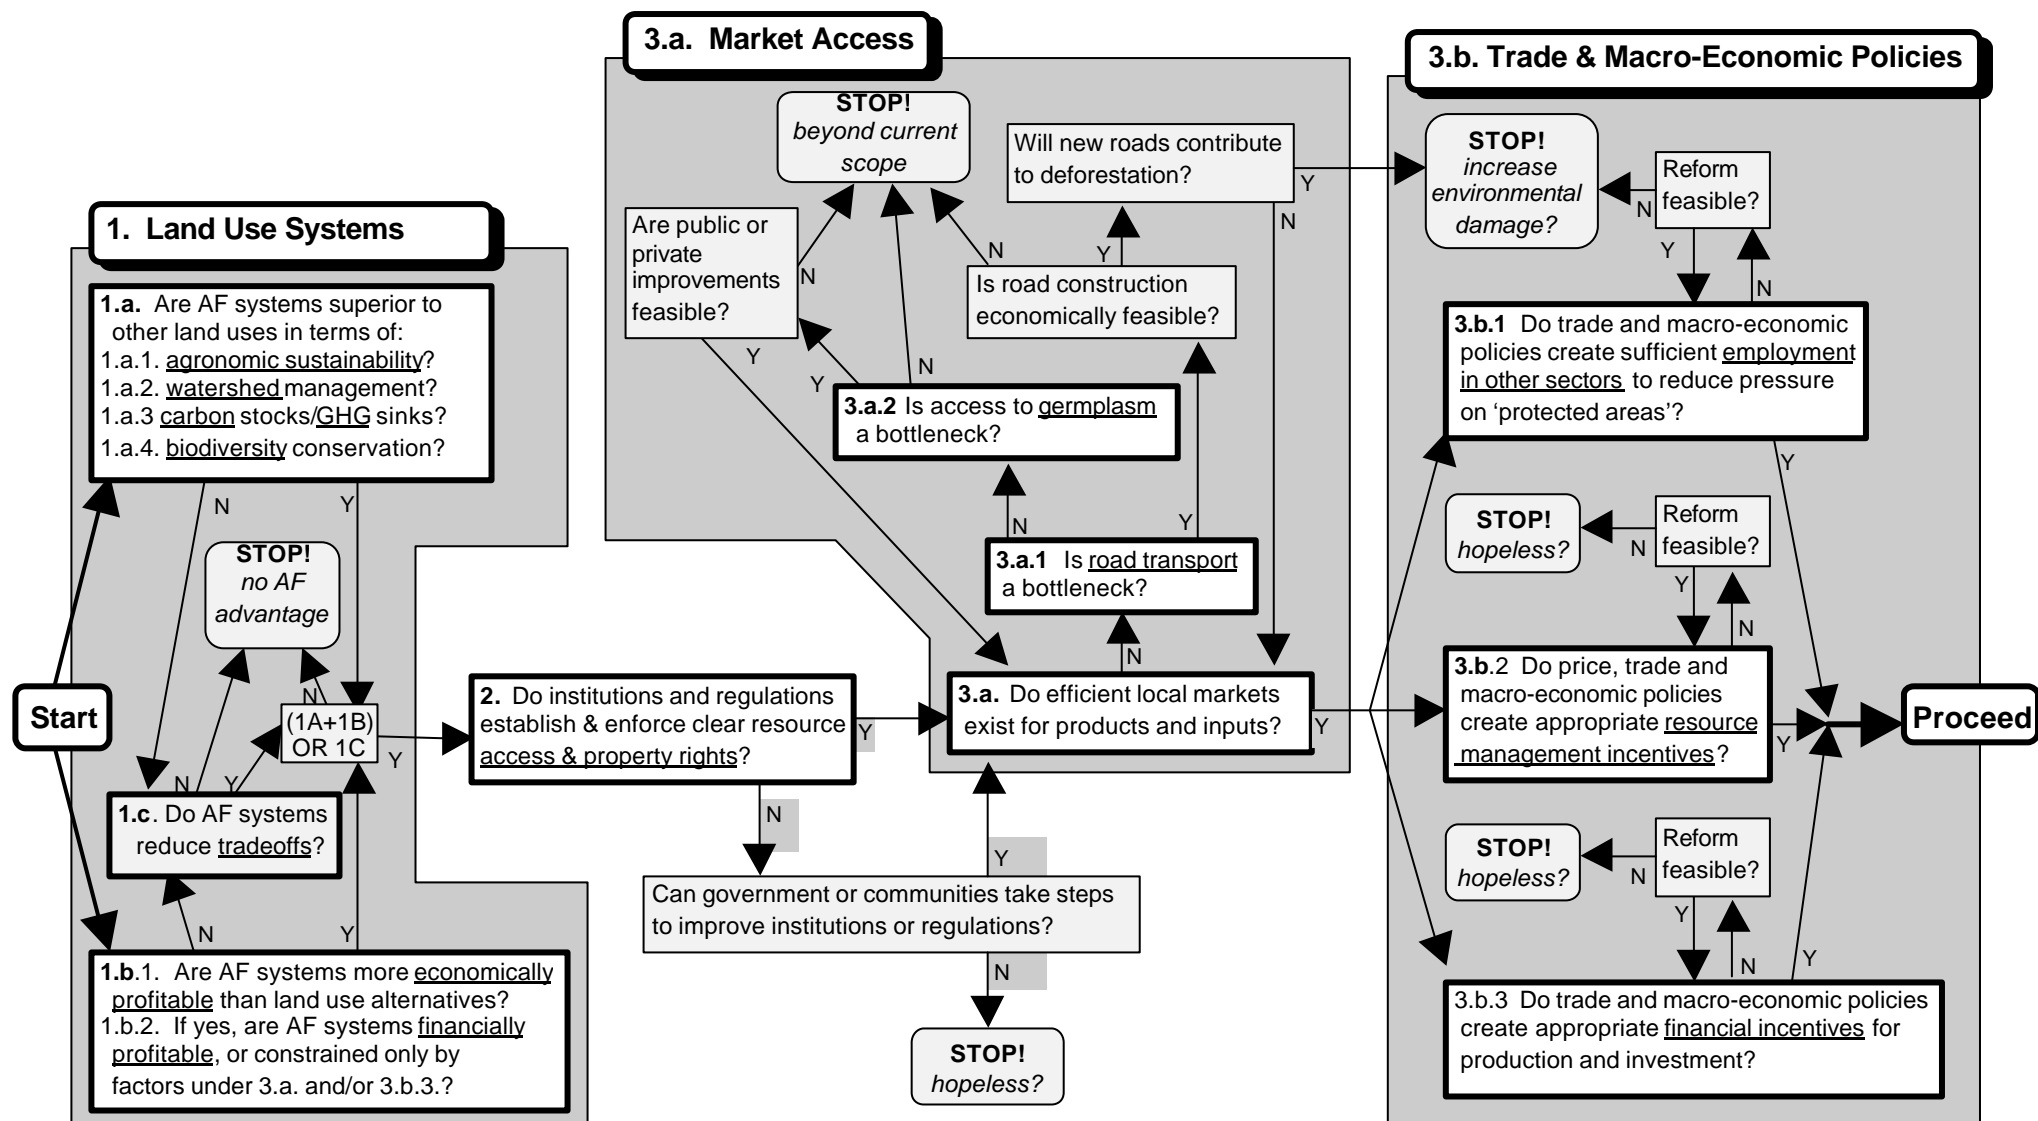 3.a. Market Access
3.b. Trade & Macro-Economic Policies
1. Land Use Systems
Start
1.a. Are AF systems superior to
other land uses in terms of:
1.a.1. agronomic sustainability?
1.a.2. watershed management?
1.a.3 carbon stocks/GHG sinks?
1.a.4. biodiversity conservation?
N
Y
STOP!
no AF
advantage
N
(1A+1B)
OR 1C
Y
N
Y
1.c. Do AF systems
reduce tradeoffs?
N
Y
1.b.1. Are AF systems more economically
profitable than land use alternatives?
1.b.2. If yes, are AF systems financially
profitable, or constrained only by
factors under 3.a. and/or 3.b.3.?
2. Do institutions and regulations
establish & enforce clear resource
access & property rights?
Y
N
Can government or communities take steps
to improve institutions or regulations?
Y
N
STOP!
hopeless?
STOP!
beyond current
scope
Will new roads contribute
to deforestation?
Y
N
Are public or
private
improvements
feasible?
N
Y
N
Y
Is road construction
economically feasible?
Y
N
3.a.2 Is access to germplasm
a bottleneck?
N
Y
3.a.1 Is road transport
a bottleneck?
N
3.a. Do efficient local markets
exist for products and inputs?
Y
STOP!
increase
environmental
damage?
Reform
feasible?
N
Y
N
3.b.1 Do trade and macro-economic
policies create sufficient employment
in other sectors to reduce pressure
on ‘protected areas’?
Y
STOP!
hopeless?
Reform
feasible?
N
Y
N
3.b.2 Do price, trade and
macro-economic policies
create appropriate resource
management incentives?
Y
Proceed
STOP!
hopeless?
Reform
feasible?
N
Y
N
Y
3.b.3 Do trade and macro-economic policies
create appropriate financial incentives for
production and investment?